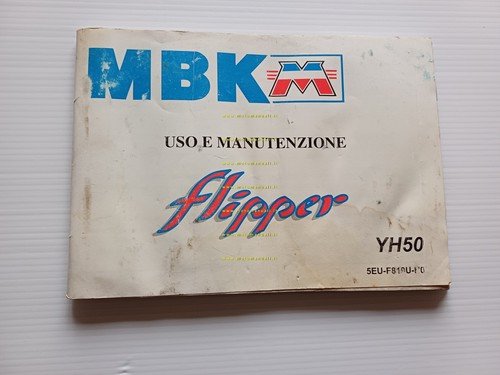 MBK M
USO E MANUTENZIONE
flipper
YH50